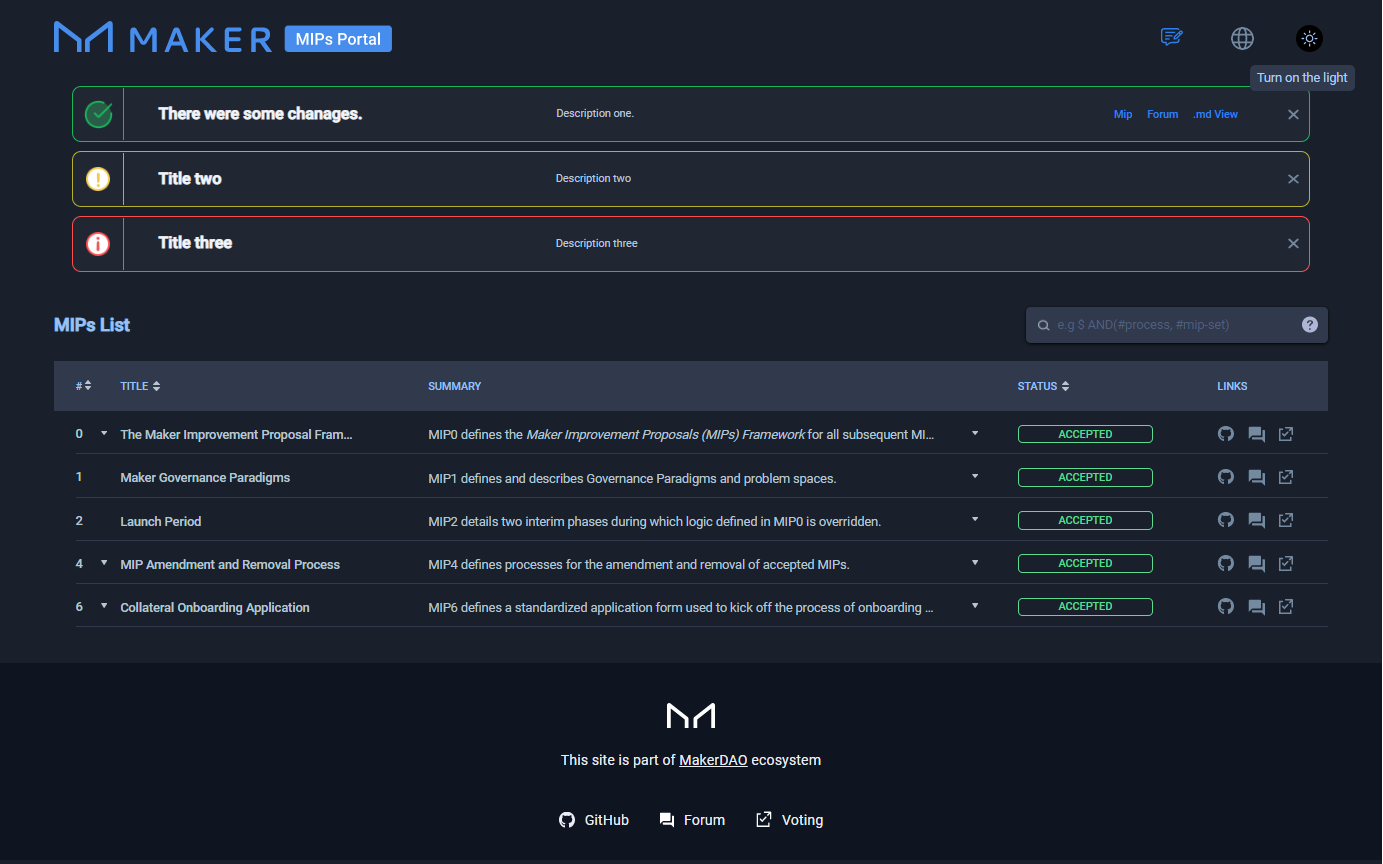 MAKER MIPs Portal
Turn on the light
There were some chanages. Description one. Mip Forum .md View
Title two Description two
Title three Description three
MIPs List e.g $ AND(#process, #mip-set)
# TITLE SUMMARY STATUS LINKS
0 The Maker Improvement Proposal Fram... MIP0 defines the Maker Improvement Proposals (MIPs) Framework for all subsequent MI... ACCEPTED
1 Maker Governance Paradigms MIP1 defines and describes Governance Paradigms and problem spaces. ACCEPTED
2 Launch Period MIP2 details two interim phases during which logic defined in MIP0 is overridden. ACCEPTED
4 MIP Amendment and Removal Process MIP4 defines processes for the amendment and removal of accepted MIPs. ACCEPTED
6 Collateral Onboarding Application MIP6 defines a standardized application form used to kick off the process of onboarding ... ACCEPTED
This site is part of MakerDAO ecosystem
GitHub Forum Voting